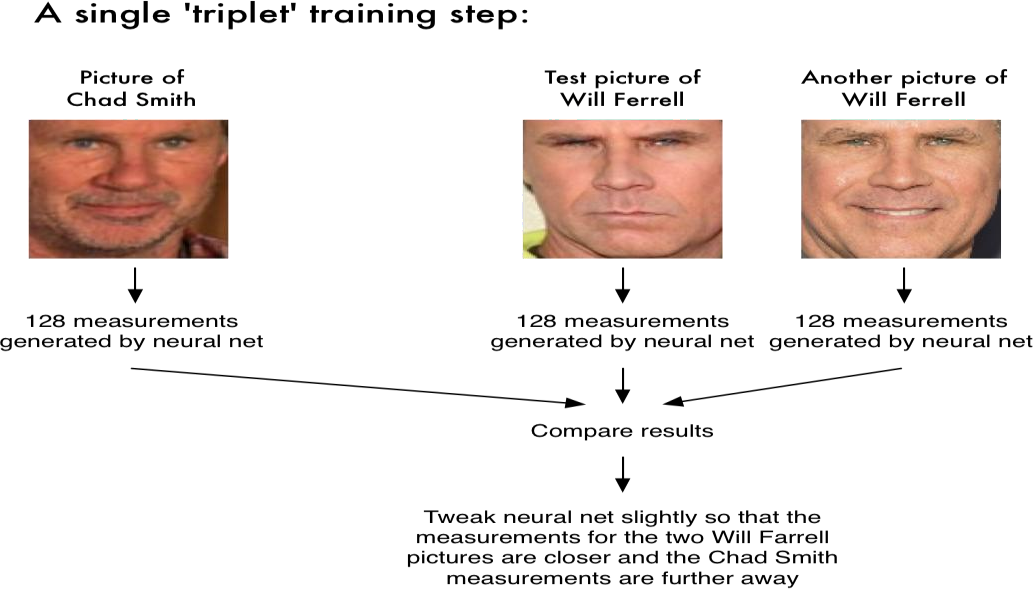 A single 'triplet' training step:
Picture of
Chad Smith
Test picture of
Will Ferrell
Another picture of
Will Ferrell
128 measurements
generated by neural net
128 measurements
generated by neural net
128 measurements
generated by neural net
Compare results
Tweak neural net slightly so that the
measurements for the two Will Farrell
pictures are closer and the Chad Smith
measurements are further away